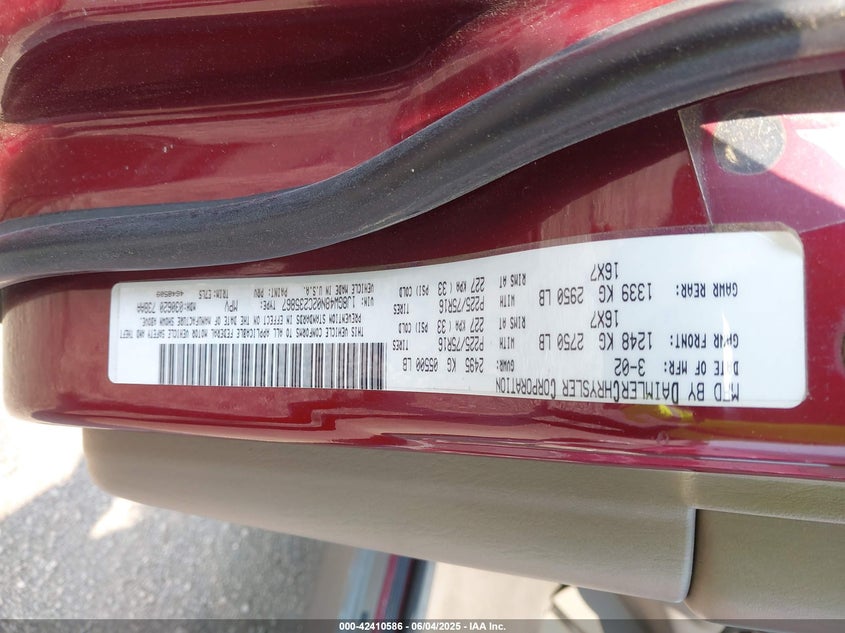 MFD BY DAIMLERCHRYSLER CORPORATION
DATE OF MFR: 3-02
GVWR: 2495 KG 05500 LB
GAWR FRONT: 1248 KG 2750 LB
WITH P225/75R16 TIRES
16X7 RIMS AT 227 KPA (33 PSI) COLD
GAWR REAR: 1339 KG 2950 LB
WITH P225/75R16 TIRES
16X7 RIMS AT 227 KPA (33 PSI) COLD
THIS VEHICLE CONFORMS TO ALL APPLICABLE FEDERAL MOTOR VEHICLE SAFETY AND THEFT
PREVENTION STANDARDS IN EFFECT ON THE DATE OF MANUFACTURE SHOWN ABOVE.
VIN: 1J8GW48N02C235867
TYPE: MPV
MDH: 030620 738AA
VEHICLE MADE IN U.S.A.
PAINT: PRV
TRIM: E7L5
000-42410586 | 06/04/2025 - © IAA Inc.